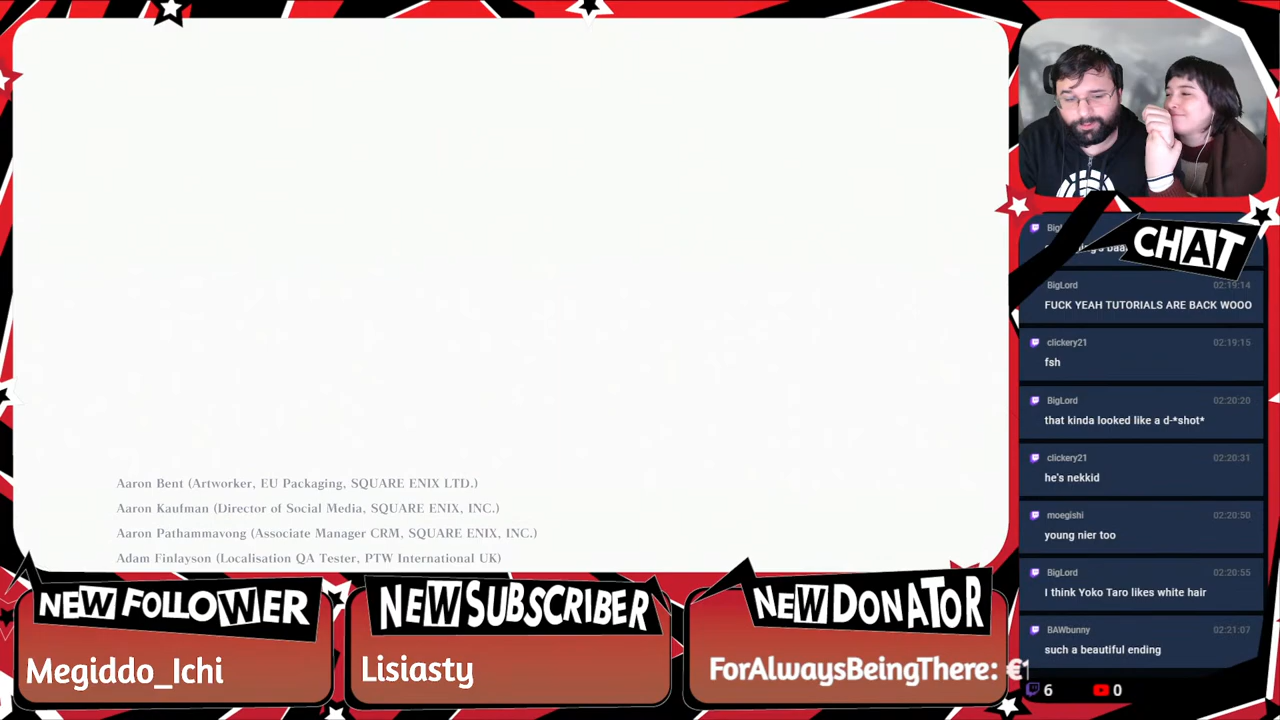 Aaron Bent (Artworker, EU Packaging, SQUARE ENIX LTD.)
Aaron Kaufman (Director of Social Media, SQUARE ENIX, INC.)
Aaron Pathammavong (Associate Manager CRM, SQUARE ENIX, INC.)
Adam Finlayson (Localisation QA Tester, PTW International UK)
CHAT
BigLord 02:19:14
FUCK YEAH TUTORIALS ARE BACK WOOO
clickery21 02:19:15
fsh
BigLord 02:20:20
that kinda looked like a d-*shot*
clickery21 02:20:31
he's nekkid
moegishi 02:20:50
young nier too
BigLord 02:20:55
I think Yoko Taro likes white hair
BAWbunny 02:21:07
such a beautiful ending
6 0
NEW FOLLOWER
Megiddo_Ichi
NEW SUBSCRIBER
Lisiasty
NEW DONATOR
ForAlwaysBeingThere: